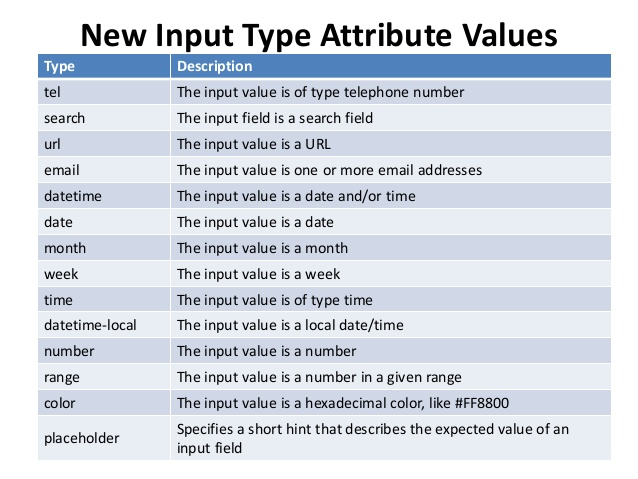 New Input Type Attribute Values
Type Description
tel The input value is of type telephone number
search The input field is a search field
url The input value is a URL
email The input value is one or more email addresses
datetime The input value is a date and/or time
date The input value is a date
month The input value is a month
week The input value is a week
time The input value is of type time
datetime-local The input value is a local date/time
number The input value is a number
range The input value is a number in a given range
color The input value is a hexadecimal color, like #FF8800
placeholder Specifies a short hint that describes the expected value of an
input field